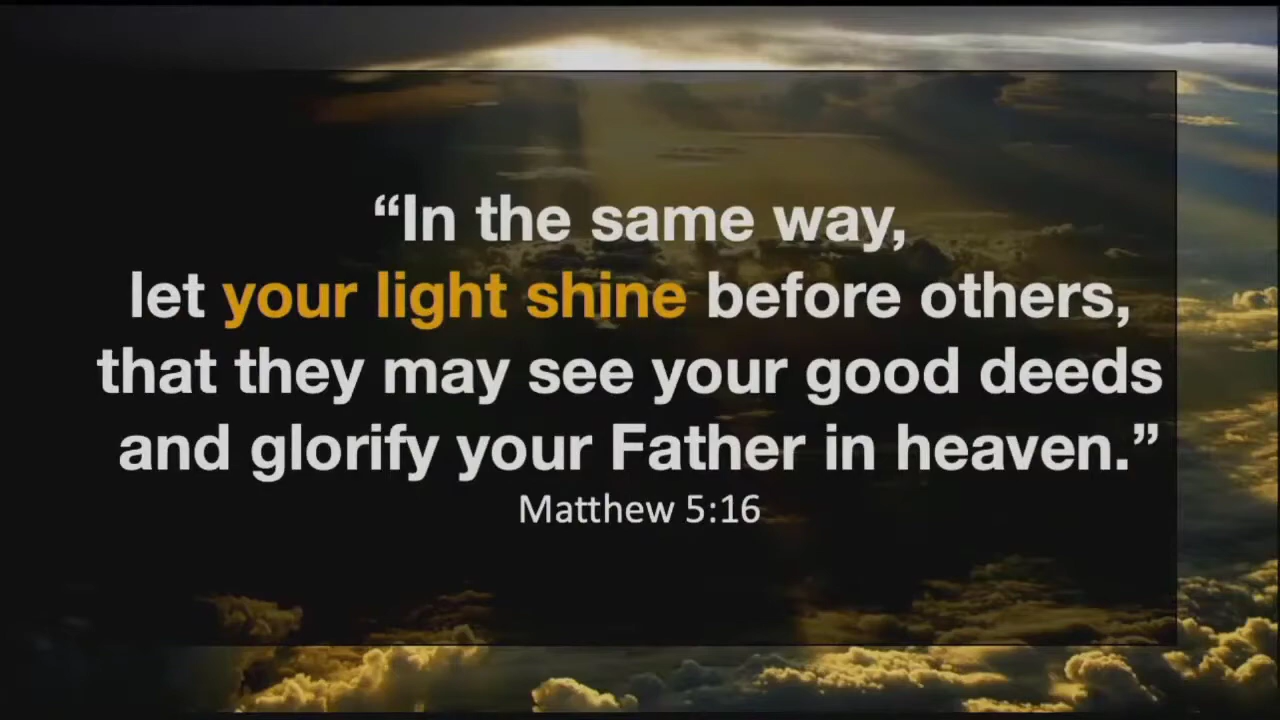 “In the same way,
let your light shine before others,
that they may see your good deeds
and glorify your Father in heaven.”
Matthew 5:16